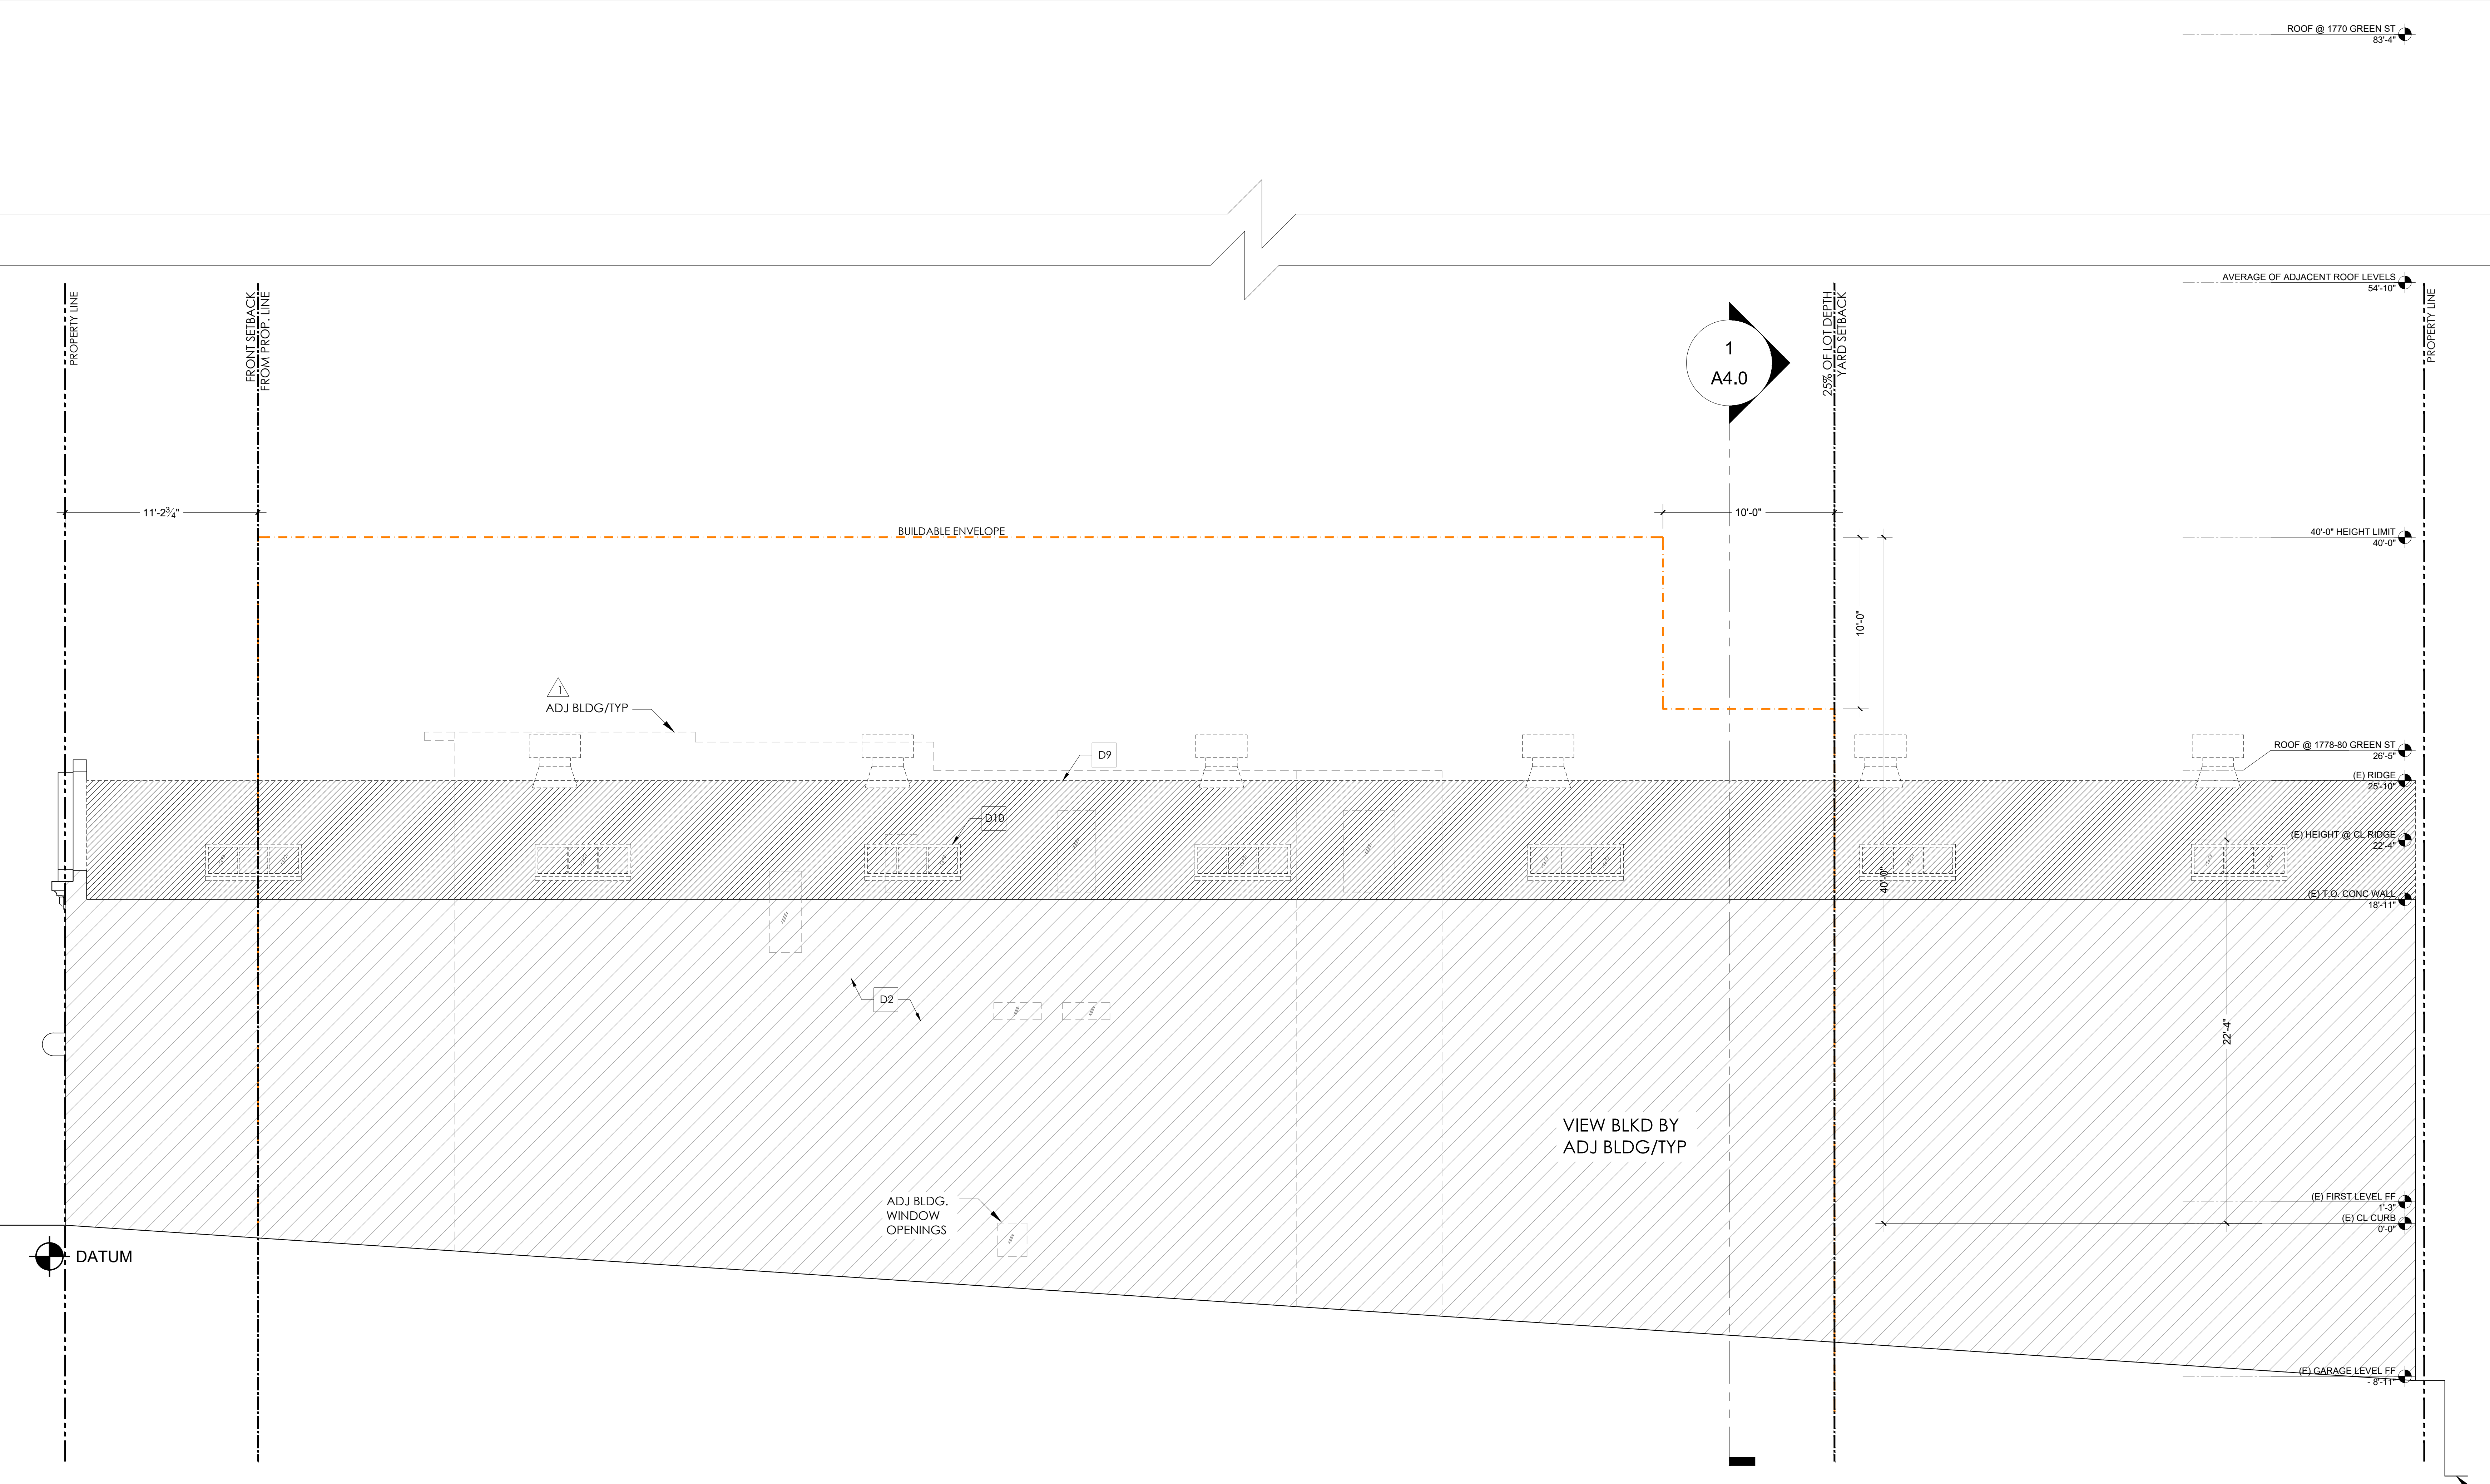 ROOF @ 1770 GREEN ST
83'-4"
AVERAGE OF ADJACENT ROOF LEVELS
54'-10"
PROPERTY LINE
FRONT SETBACK
FROM PROP. LINE
1
A4.0
25% OF LOT DEPTH
YARD SETBACK
PROPERTY LINE
11'-2¾"
10'-0"
BUILDABLE ENVELOPE
40'-0" HEIGHT LIMIT
40'-0"
10'-0"
1
ADJ BLDG/TYP
D9
ROOF @ 1778-80 GREEN ST
26'-5"
(E) RIDGE
25'-10"
D10
(E) HEIGHT @ CL RIDGE
22'-4"
40'-0"
(E) T.O. CONC WALL
18'-11"
D2
22'-4"
VIEW BLKD BY
ADJ BLDG/TYP
ADJ BLDG.
WINDOW
OPENINGS
(E) FIRST LEVEL FF
1'-3"
(E) CL CURB
0'-0"
DATUM
(E) GARAGE LEVEL FF
- 8'-11"